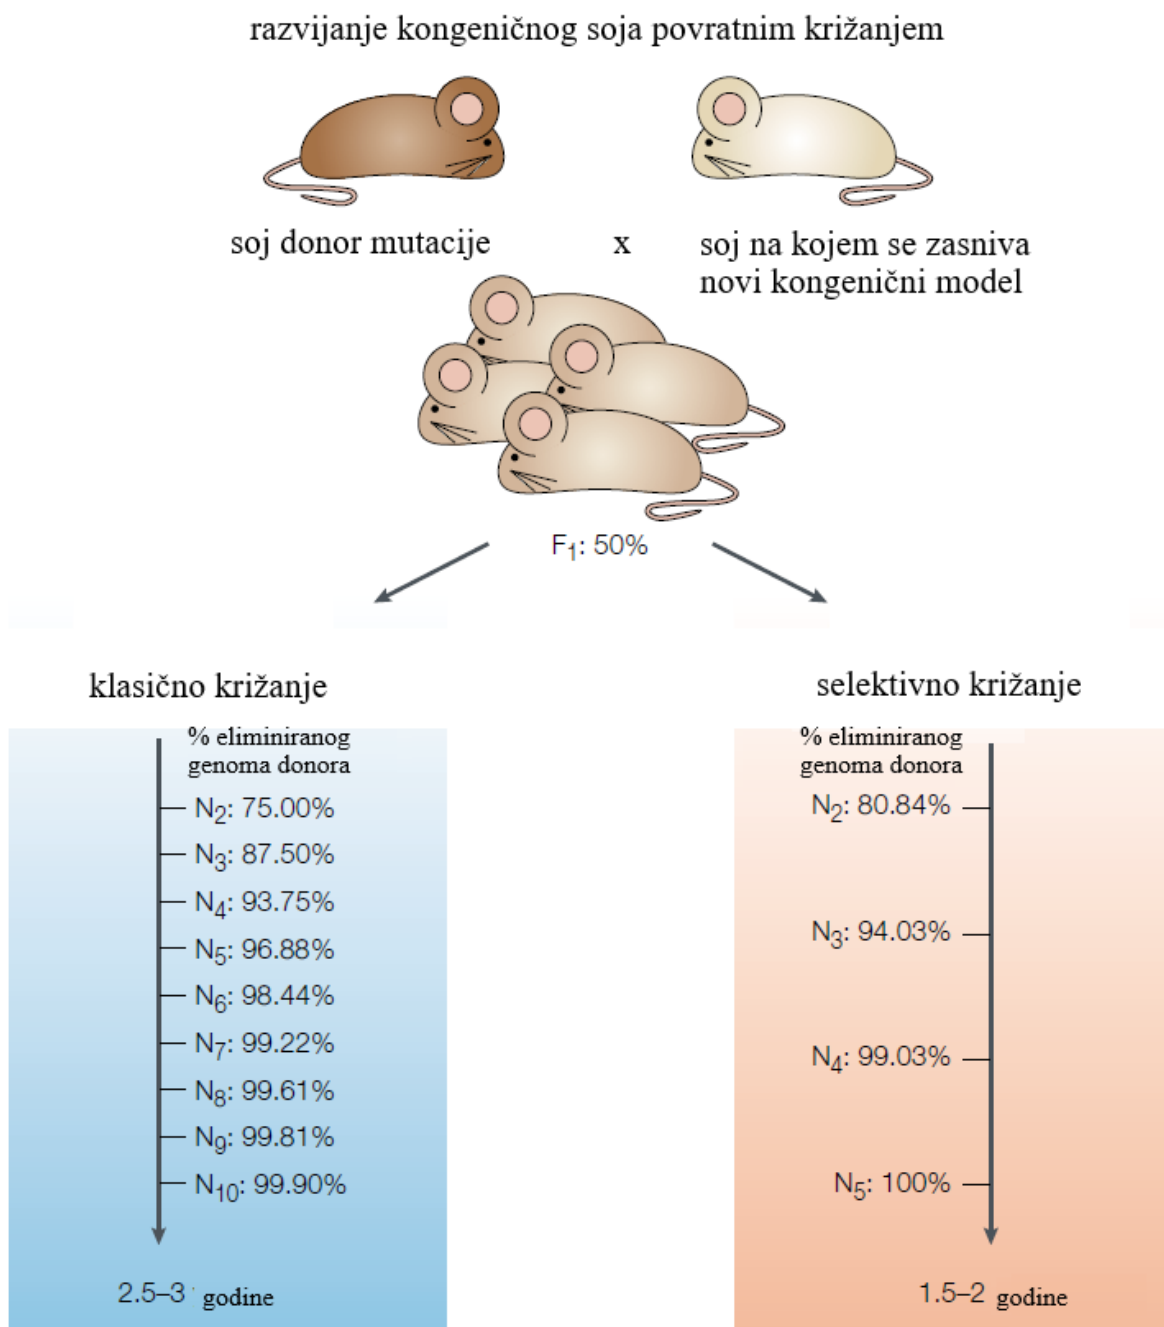 razvijanje kongeničnog soja povratnim križanjem
soj donor mutacije
x
soj na kojem se zasniva
novi kongenični model
F1: 50%
klasično križanje
% eliminiranog
genoma donora
N2: 75.00%
N3: 87.50%
N4: 93.75%
N5: 96.88%
N6: 98.44%
N7: 99.22%
N8: 99.61%
N9: 99.81%
N10: 99.90%
2.5–3 godine
selektivno križanje
% eliminiranog
genoma donora
N2: 80.84%
N3: 94.03%
N4: 99.03%
N5: 100%
1.5–2 godine